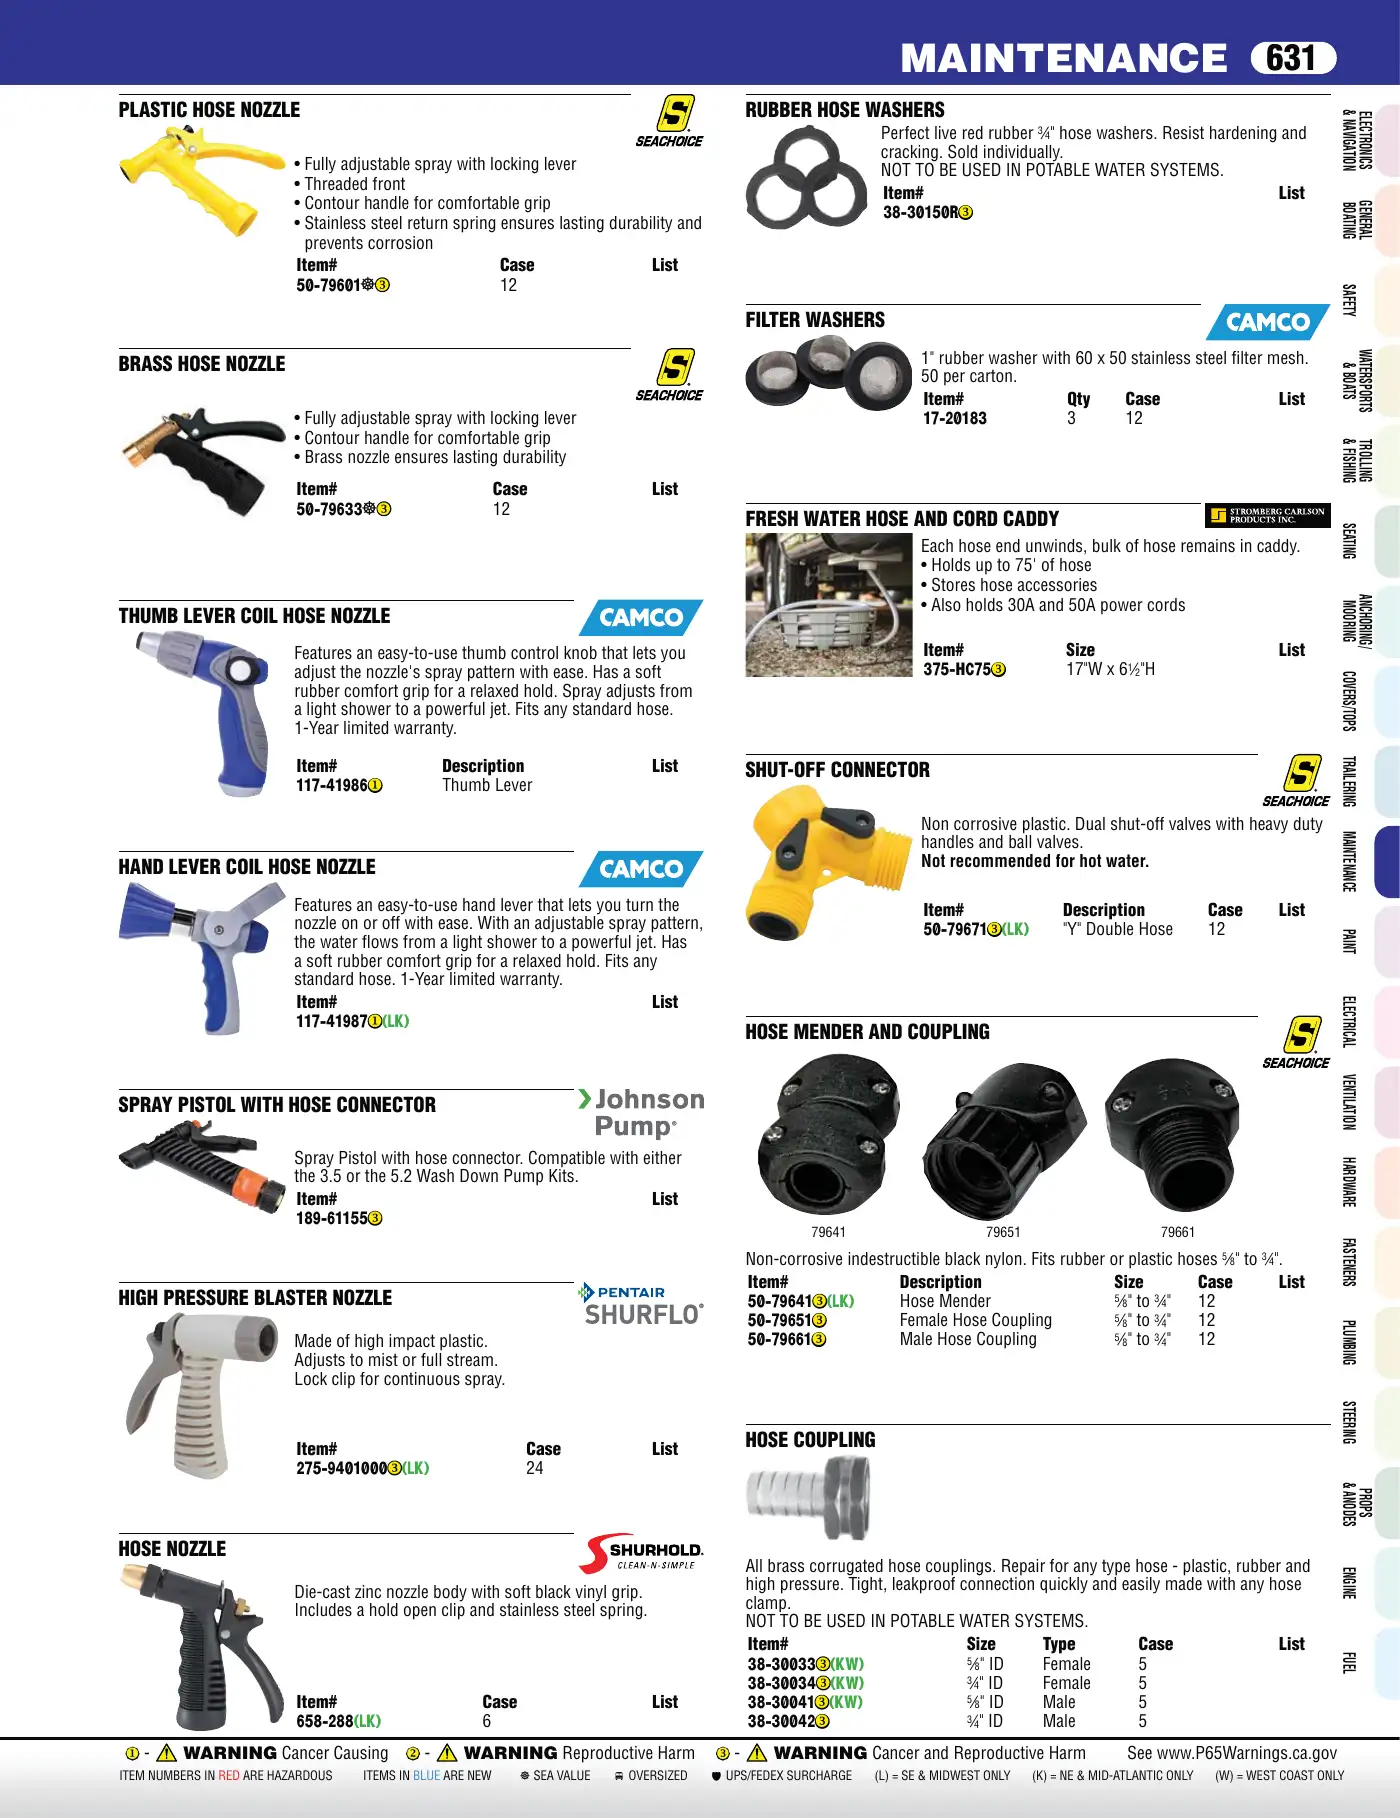 MAINTENANCE 631
PLASTIC HOSE NOZZLE
SEACHOICE
• Fully adjustable spray with locking lever
• Threaded front
• Contour handle for comfortable grip
• Stainless steel return spring ensures lasting durability and
prevents corrosion
Item# Case List
50-79601 3 12
BRASS HOSE NOZZLE
SEACHOICE
• Fully adjustable spray with locking lever
• Contour handle for comfortable grip
• Brass nozzle ensures lasting durability
Item# Case List
50-79633 3 12
THUMB LEVER COIL HOSE NOZZLE
CAMCO
Features an easy-to-use thumb control knob that lets you
adjust the nozzle's spray pattern with ease. Has a soft
rubber comfort grip for a relaxed hold. Spray adjusts from
a light shower to a powerful jet. Fits any standard hose.
1-Year limited warranty.
Item# Description List
117-41986 1 Thumb Lever
HAND LEVER COIL HOSE NOZZLE
CAMCO
Features an easy-to-use hand lever that lets you turn the
nozzle on or off with ease. With an adjustable spray pattern,
the water flows from a light shower to a powerful jet. Has
a soft rubber comfort grip for a relaxed hold. Fits any
standard hose. 1-Year limited warranty.
Item# List
117-41987 1 (LK)
SPRAY PISTOL WITH HOSE CONNECTOR
Johnson
Pump®
Spray Pistol with hose connector. Compatible with either
the 3.5 or the 5.2 Wash Down Pump Kits.
Item# List
189-61155 3
HIGH PRESSURE BLASTER NOZZLE
PENTAIR
SHURFLO®
Made of high impact plastic.
Adjusts to mist or full stream.
Lock clip for continuous spray.
Item# Case List
275-9401000 3 (LK) 24
HOSE NOZZLE
SHURHOLD.
CLEAN-N-SIMPLE
Die-cast zinc nozzle body with soft black vinyl grip.
Includes a hold open clip and stainless steel spring.
Item# Case List
658-288(LK) 6
RUBBER HOSE WASHERS
Perfect live red rubber ¾" hose washers. Resist hardening and
cracking. Sold individually.
NOT TO BE USED IN POTABLE WATER SYSTEMS.
Item# List
38-30150R 3
FILTER WASHERS
CAMCO
1" rubber washer with 60 x 50 stainless steel filter mesh.
50 per carton.
Item# Qty Case List
17-20183 3 12
FRESH WATER HOSE AND CORD CADDY
STROMBERG CARLSON
PRODUCTS INC.
Each hose end unwinds, bulk of hose remains in caddy.
• Holds up to 75' of hose
• Stores hose accessories
• Also holds 30A and 50A power cords
Item# Size List
375-HC75 3 17"W x 6½"H
SHUT-OFF CONNECTOR
SEACHOICE
Non corrosive plastic. Dual shut-off valves with heavy duty
handles and ball valves.
Not recommended for hot water.
Item# Description Case List
50-79671 3 (LK) "Y" Double Hose 12
HOSE MENDER AND COUPLING
SEACHOICE
79641 79651 79661
Non-corrosive indestructible black nylon. Fits rubber or plastic hoses ⅝" to ¾".
Item# Description Size Case List
50-79641 3 (LK) Hose Mender ⅝" to ¾" 12
50-79651 3 Female Hose Coupling ⅝" to ¾" 12
50-79661 3 Male Hose Coupling ⅝" to ¾" 12
HOSE COUPLING
All brass corrugated hose couplings. Repair for any type hose - plastic, rubber and
high pressure. Tight, leakproof connection quickly and easily made with any hose
clamp.
NOT TO BE USED IN POTABLE WATER SYSTEMS.
Item# Size Type Case List
38-30033 3 (KW) ⅝" ID Female 5
38-30034 3 (KW) ¾" ID Female 5
38-30041 3 (KW) ⅝" ID Male 5
38-30042 3 ¾" ID Male 5
ELECTRONICS
& NAVIGATION
GENERAL
BOATING
SAFETY
WATERSPORTS
& BOATS
TROLLING
& FISHING
SEATING
ANCHORING/
MOORING
COVERS/TOPS
TRAILERING
MAINTENANCE
PAINT
ELECTRICAL
VENTILATION
HARDWARE
FASTENERS
PLUMBING
STEERING
PROPS
& ANODES
ENGINE
FUEL
1 - WARNING Cancer Causing 2 - WARNING Reproductive Harm 3 - WARNING Cancer and Reproductive Harm See www.P65Warnings.ca.gov
ITEM NUMBERS IN RED ARE HAZARDOUS ITEMS IN BLUE ARE NEW SEA VALUE OVERSIZED UPS/FEDEX SURCHARGE (L) = SE & MIDWEST ONLY (K) = NE & MID-ATLANTIC ONLY (W) = WEST COAST ONLY